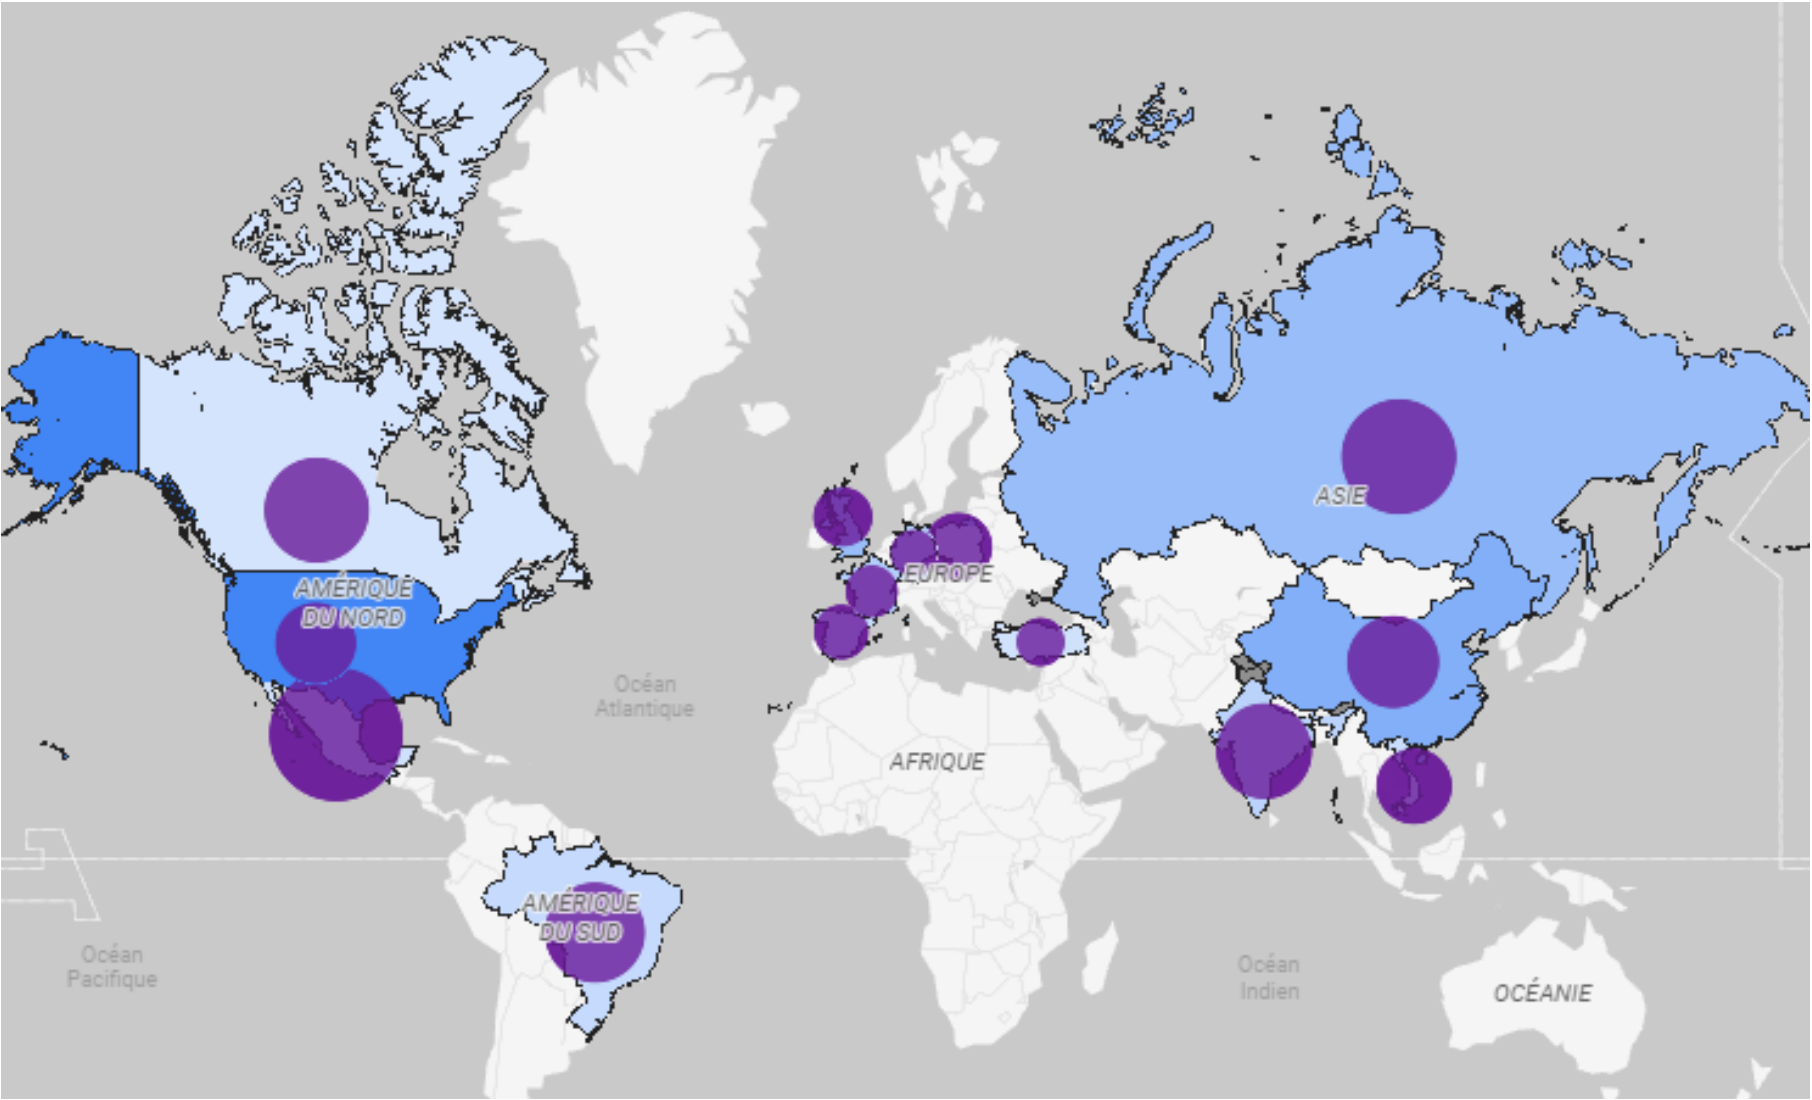 ASIE
EUROPE
AMÉRIQUE
DU NORD
Océan
Atlantique
AFRIQUE
AMÉRIQUE
DU SUD
Océan
Pacifique
Océan
Indien
OCÉANIE